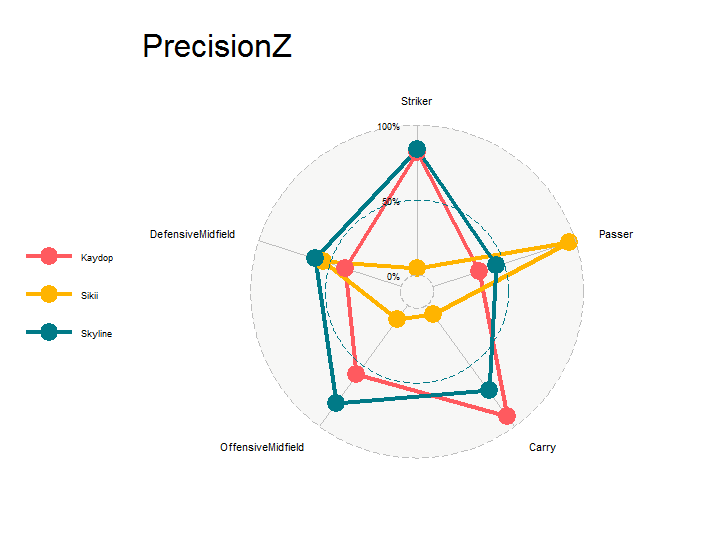 PrecisionZ
Striker
100%
50%
0%
Passer
DefensiveMidfield
Kaydop
Sikii
Skyline
OffensiveMidfield
Carry